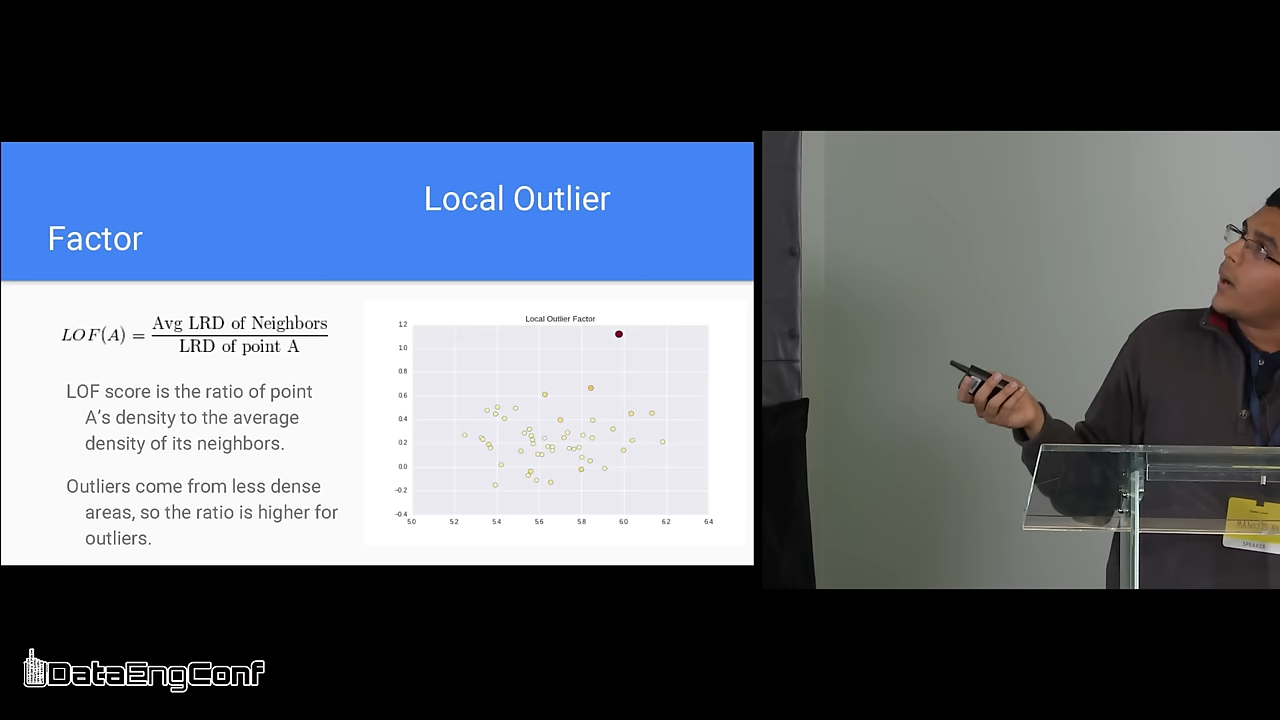 Local Outlier
Factor
LOF(A) = Avg LRD of Neighbors
LRD of point A
LOF score is the ratio of point
A's density to the average
density of its neighbors.
Outliers come from less dense
areas, so the ratio is higher for
outliers.
Local Outlier Factor
1.2
1.0
0.8
0.6
0.4
0.2
0.0
−0.2
−0.4
5.0 5.2 5.4 5.6 5.8 6.0 6.2 6.4
SPEAKER
DataEngConf